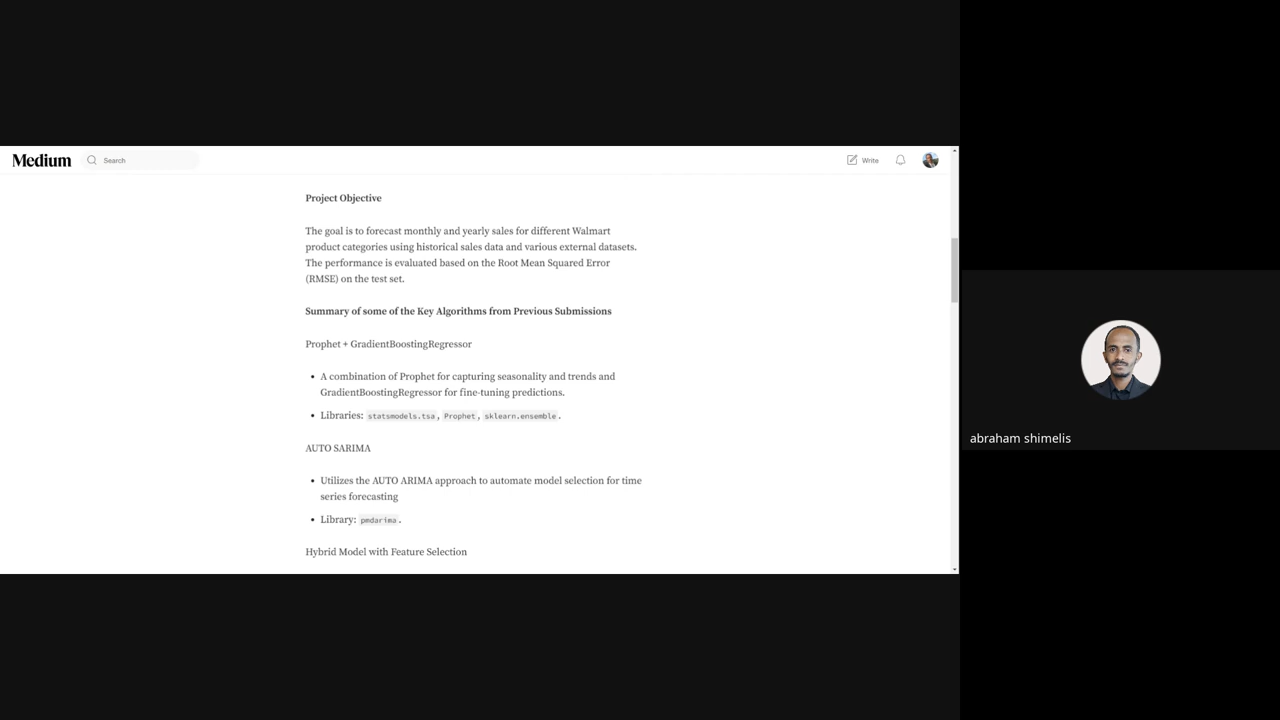 Medium
Search
Write
Project Objective
The goal is to forecast monthly and yearly sales for different Walmart
product categories using historical sales data and various external datasets.
The performance is evaluated based on the Root Mean Squared Error
(RMSE) on the test set.
Summary of some of the Key Algorithms from Previous Submissions
Prophet + GradientBoostingRegressor
• A combination of Prophet for capturing seasonality and trends and
GradientBoostingRegressor for fine-tuning predictions.
• Libraries: statsmodels.tsa, Prophet, sklearn.ensemble.
AUTO SARIMA
• Utilizes the AUTO ARIMA approach to automate model selection for time
series forecasting
• Library: pmdarima.
Hybrid Model with Feature Selection
abraham shimelis